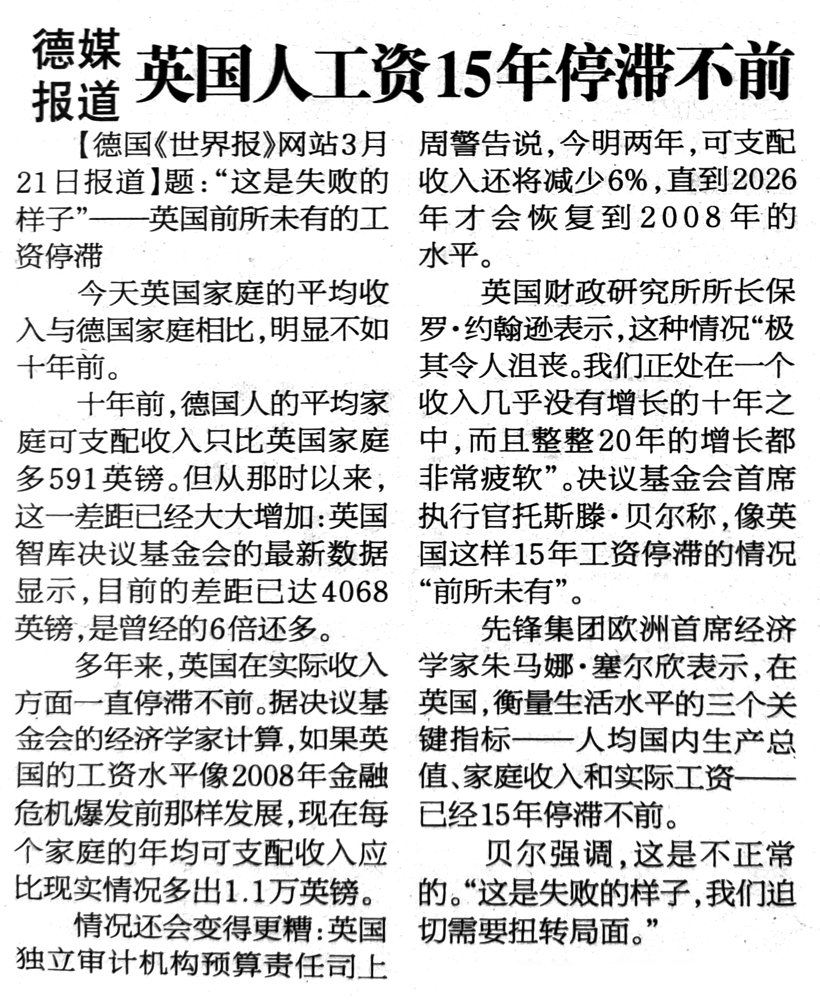 德媒
报道
英国人工资15年停滞不前
【德国《世界报》网站3月
21日报道】题：“这是失败的
样子”——英国前所未有的工
资停滞
今天英国家庭的平均收
入与德国家庭相比，明显不如
十年前。
十年前，德国人的平均家
庭可支配收入只比英国家庭
多591英镑。但从那时以来，
这一差距已经大大增加：英国
智库决议基金会的最新数据
显示，目前的差距已达4068
英镑，是曾经的6倍还多。
多年来，英国在实际收入
方面一直停滞不前。据决议基
金会的经济学家计算，如果英
国的工资水平像2008年金融
危机爆发前那样发展，现在每
个家庭的年均可支配收入应
比现实情况多出1.1万英镑。
情况还会变得更糟：英国
独立审计机构预算责任司上
周警告说，今明两年，可支配
收入还将减少6%，直到2026
年才会恢复到2008年的
水平。
英国财政研究所所长保
罗·约翰逊表示，这种情况“极
其令人沮丧。我们正处在一个
收入几乎没有增长的十年之
中，而且整整20年的增长都
非常疲软”。决议基金会首席
执行官托斯滕·贝尔称，像英
国这样15年工资停滞的情况
“前所未有”。
先锋集团欧洲首席经济
学家朱马娜·塞尔欣表示，在
英国，衡量生活水平的三个关
键指标——人均国内生产总
值、家庭收入和实际工资——
已经15年停滞不前。
贝尔强调，这是不正常
的。“这是失败的样子，我们迫
切需要扭转局面。”